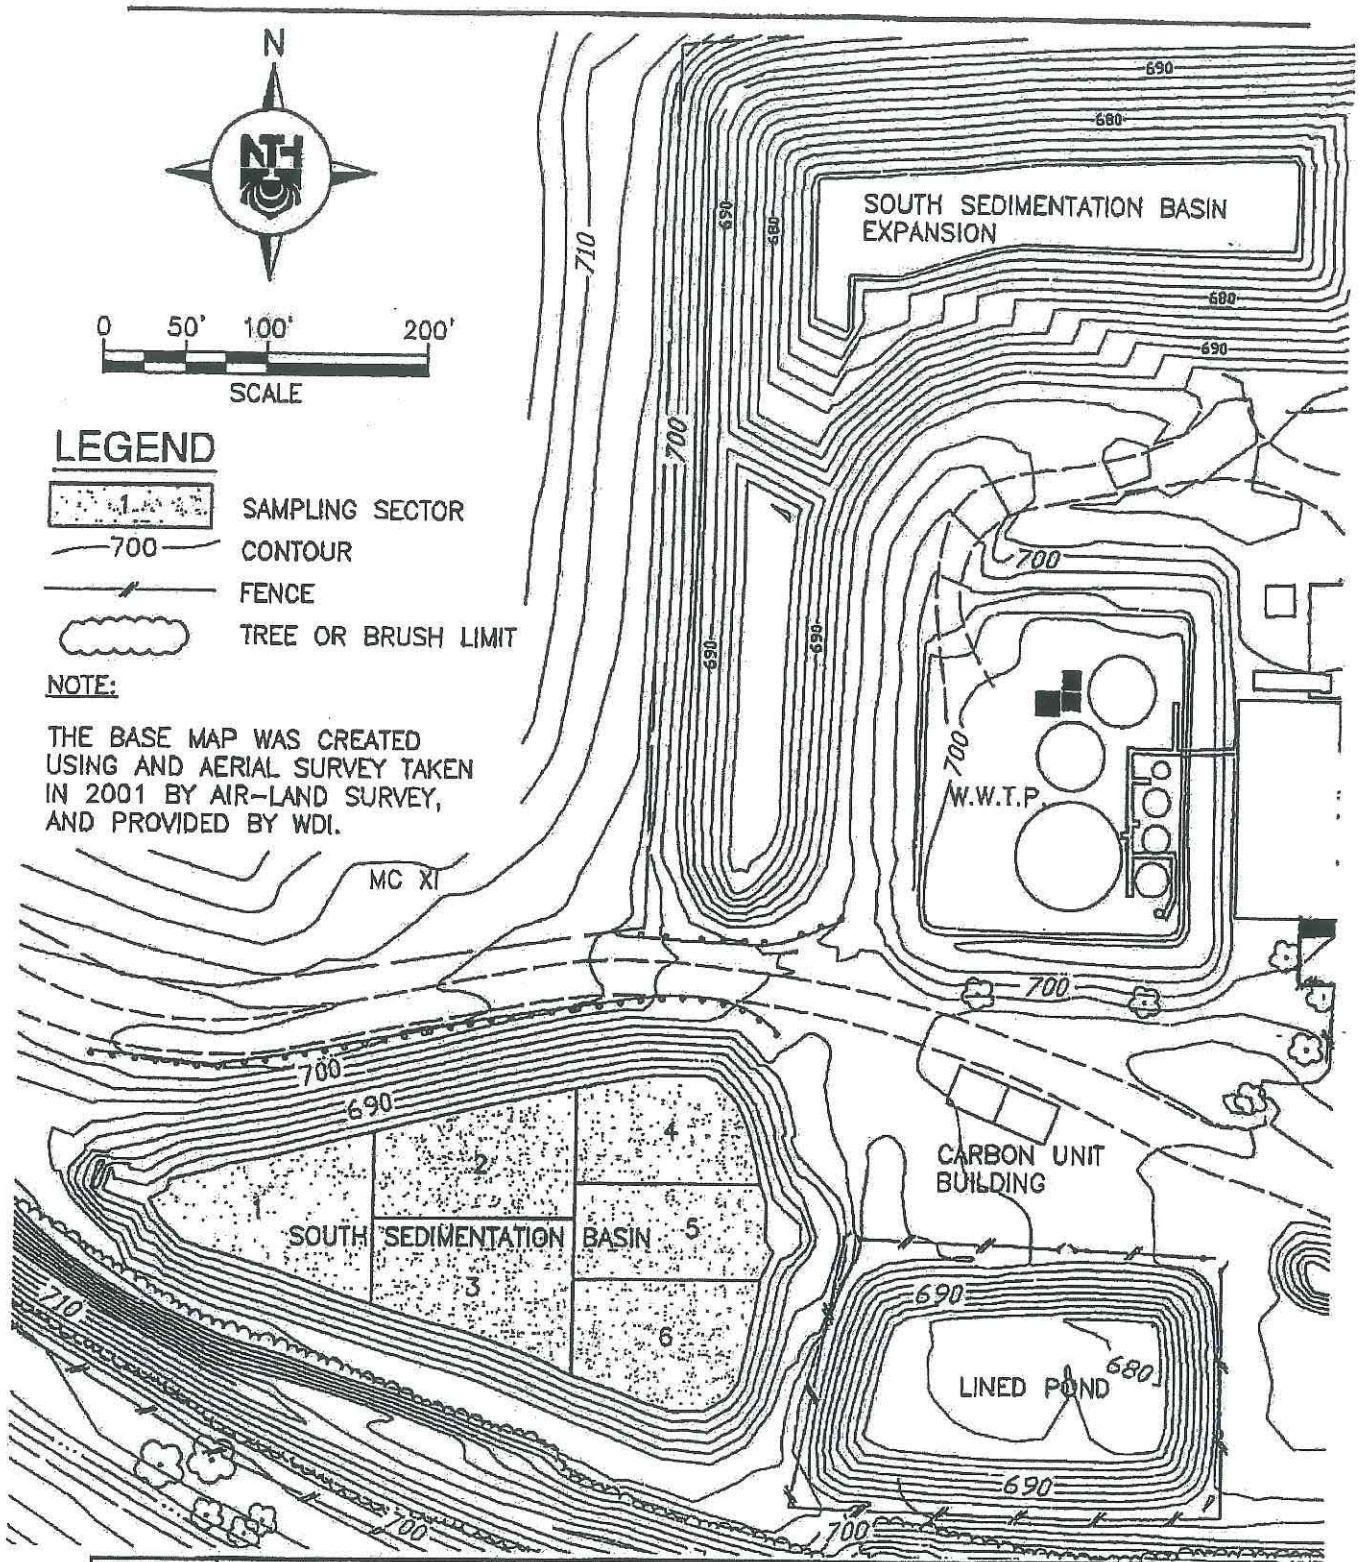 N
NTH
0 50' 100' 200'
SCALE
LEGEND
1 SAMPLING SECTOR
700 CONTOUR
FENCE
TREE OR BRUSH LIMIT
NOTE:
THE BASE MAP WAS CREATED
USING AND AERIAL SURVEY TAKEN
IN 2001 BY AIR-LAND SURVEY,
AND PROVIDED BY WDI.
690
680
SOUTH SEDIMENTATION BASIN
EXPANSION
690
680
710
680
690
700
700
690
690
700
W.W.T.P.
MC XI
700
700
690
CARBON UNIT
BUILDING
1
2
3
4
5
6
SOUTH SEDIMENTATION BASIN
710
690
680
LINED POND
690
700
700